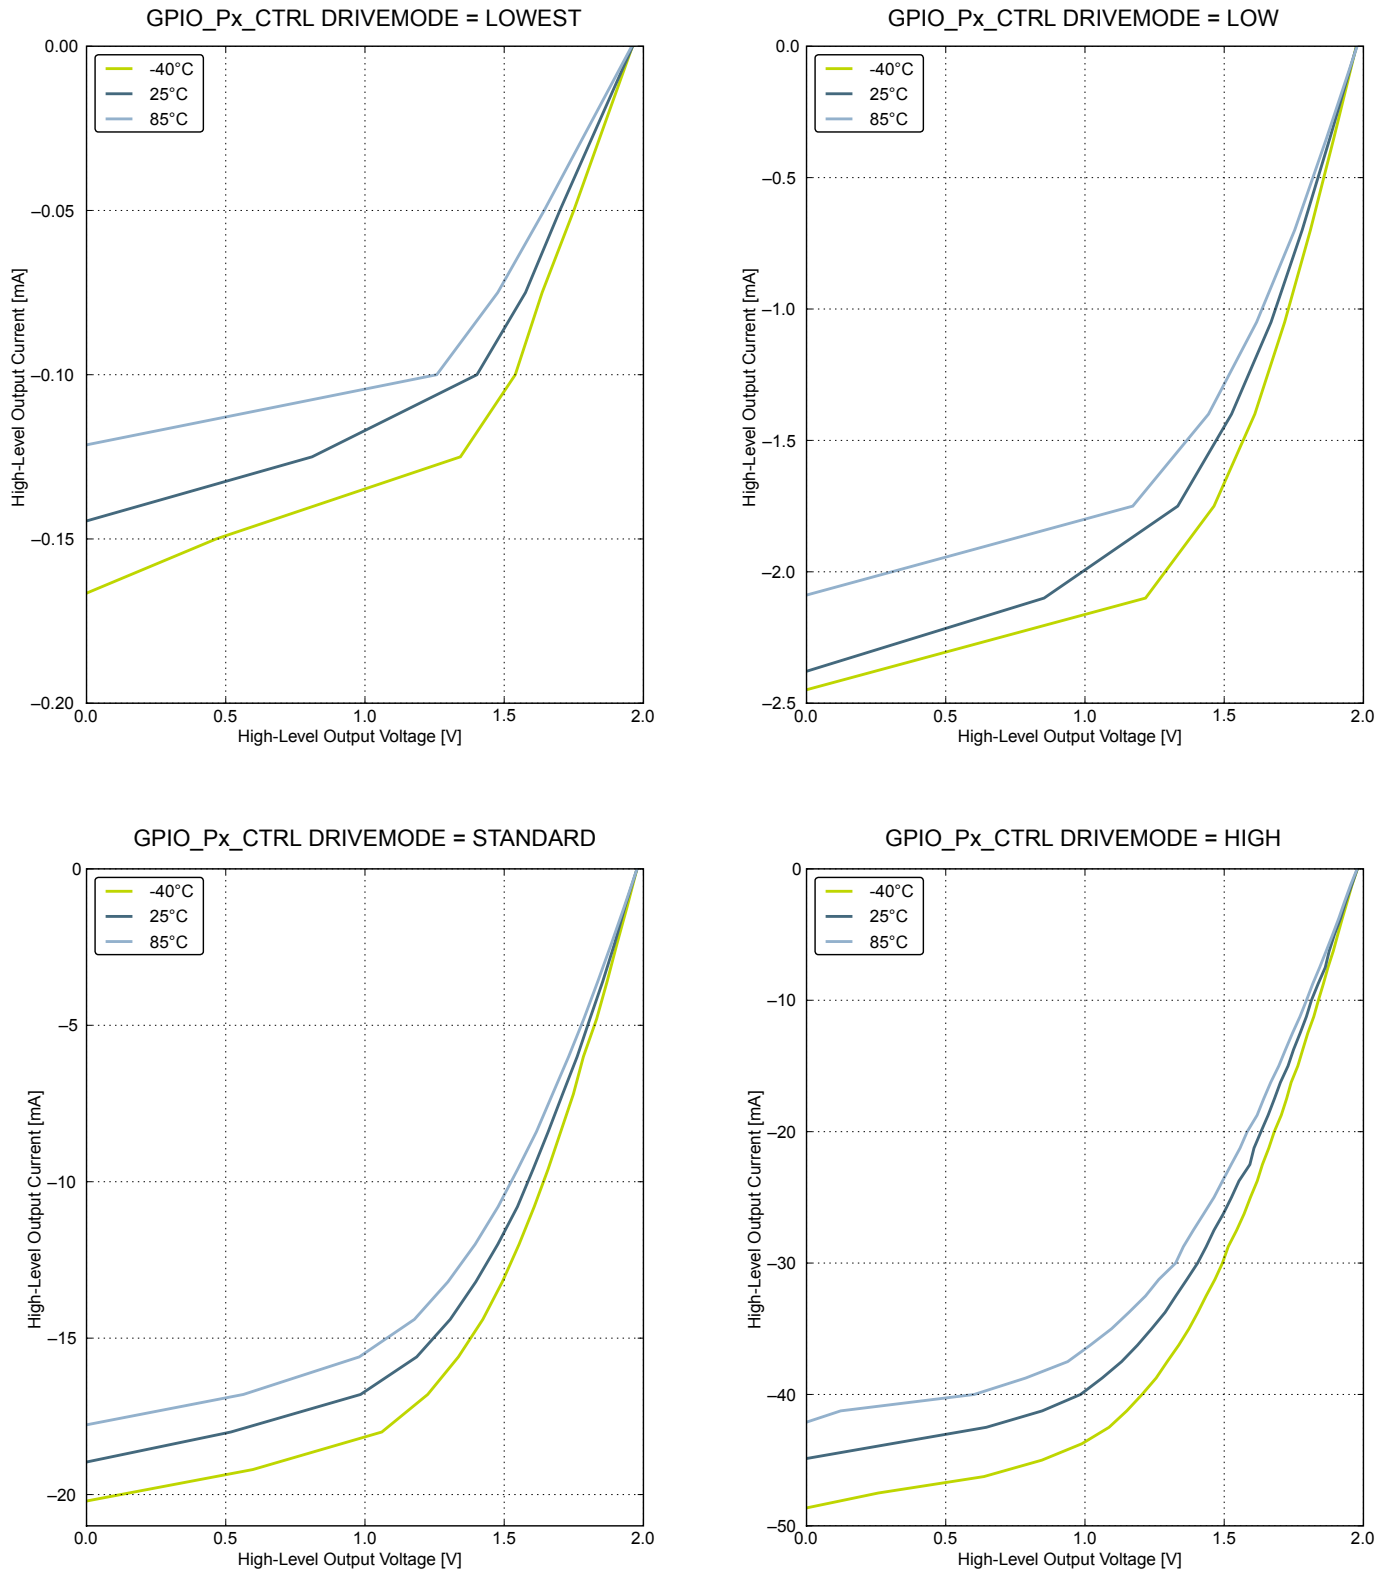 GPIO_Px_CTRL DRIVEMODE = LOWEST
0.00
–0.05
–0.10
–0.15
–0.20
High-Level Output Current [mA]
-40°C
25°C
85°C
0.0 0.5 1.0 1.5 2.0
High-Level Output Voltage [V]
GPIO_Px_CTRL DRIVEMODE = LOW
0.0
–0.5
–1.0
–1.5
–2.0
–2.5
High-Level Output Current [mA]
-40°C
25°C
85°C
0.0 0.5 1.0 1.5 2.0
High-Level Output Voltage [V]
GPIO_Px_CTRL DRIVEMODE = STANDARD
0
–5
–10
–15
–20
High-Level Output Current [mA]
-40°C
25°C
85°C
0.0 0.5 1.0 1.5 2.0
High-Level Output Voltage [V]
GPIO_Px_CTRL DRIVEMODE = HIGH
0
–10
–20
–30
–40
–50
High-Level Output Current [mA]
-40°C
25°C
85°C
0.0 0.5 1.0 1.5 2.0
High-Level Output Voltage [V]